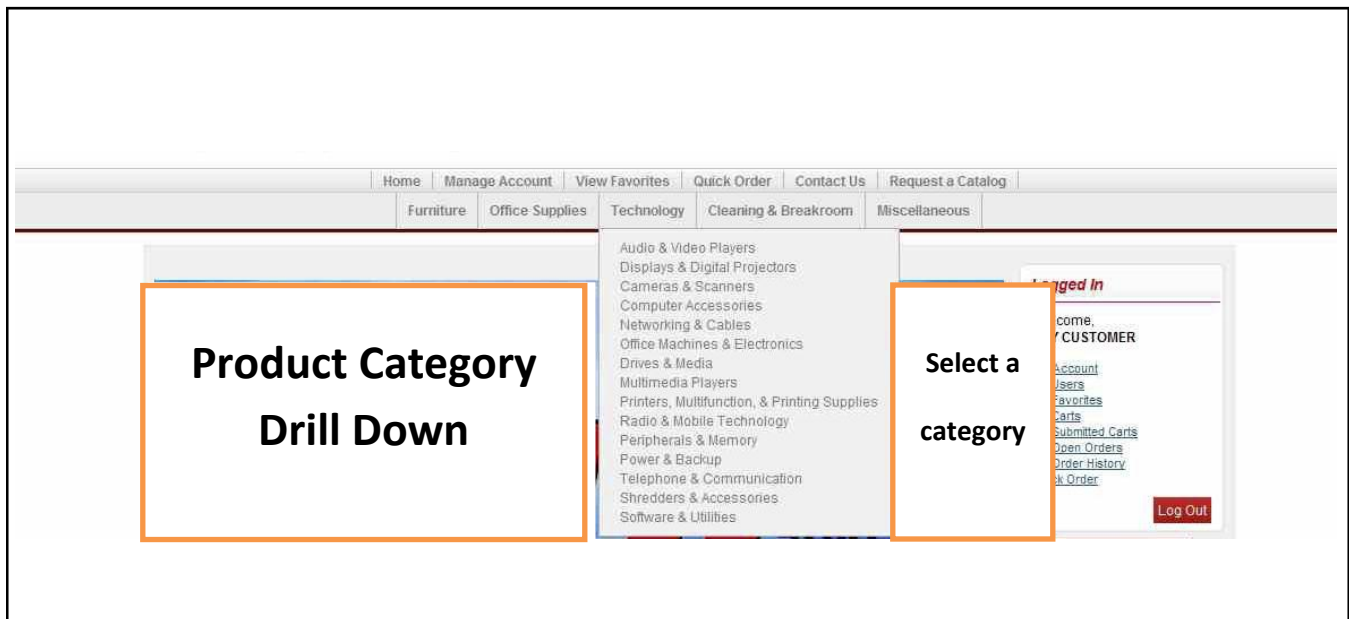 Home Manage Account View Favorites Quick Order Contact Us Request a Catalog
Furniture Office Supplies Technology Cleaning & Breakroom Miscellaneous
Audio & Video Players
Displays & Digital Projectors
Cameras & Scanners
Computer Accessories
Networking & Cables
Office Machines & Electronics
Drives & Media
Multimedia Players
Printers, Multifunction, & Printing Supplies
Radio & Mobile Technology
Peripherals & Memory
Power & Backup
Telephone & Communication
Shredders & Accessories
Software & Utilities
Product Category
Drill Down
Select a
category
In
CUSTOMER
Account
Users
Favorites
Carts
Submitted Carts
Open Orders
Order History
Order
Log Out